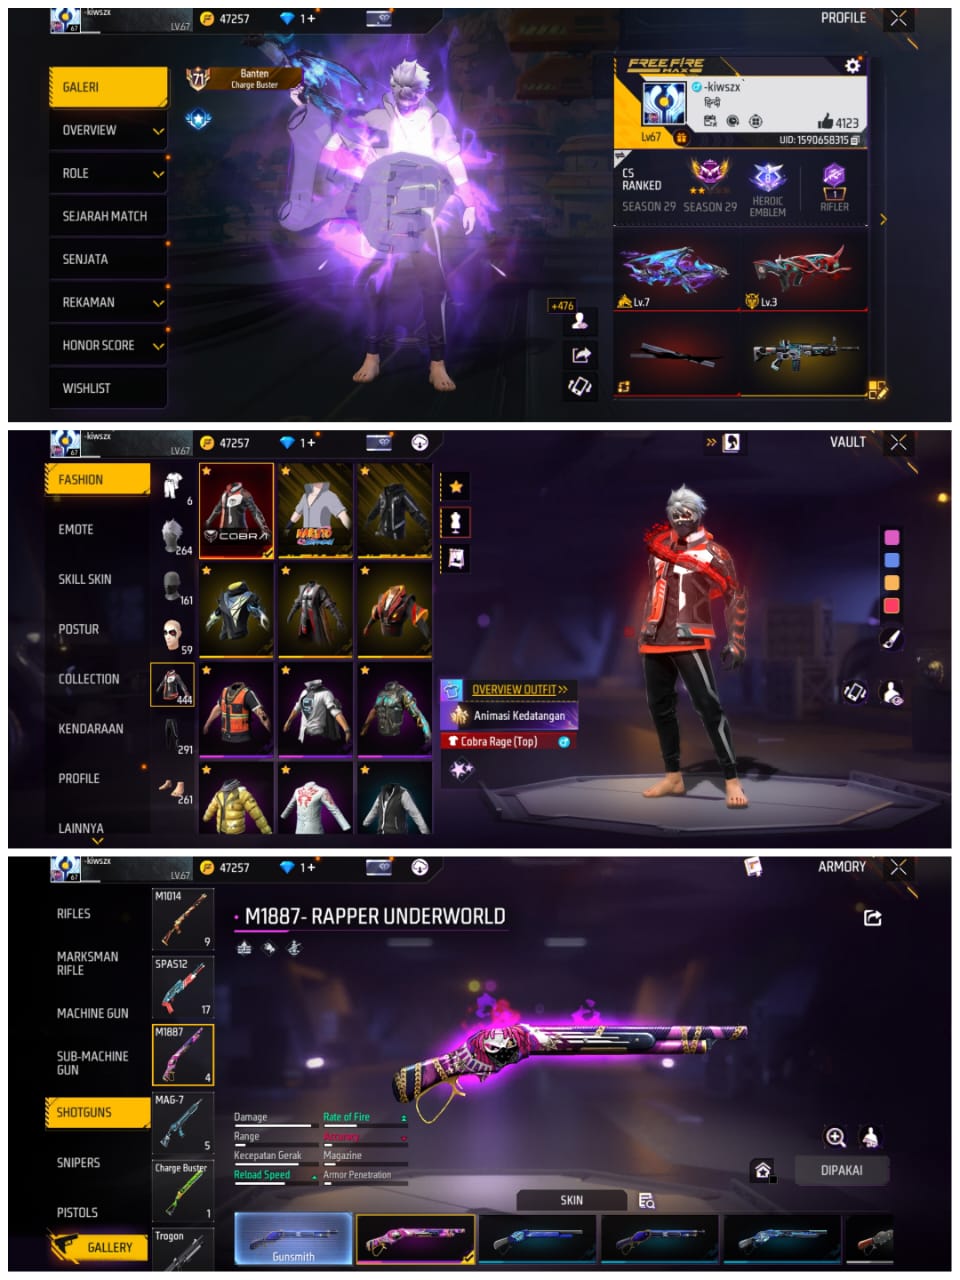 -kiwszx
67
LV.67
47257
1+
PROFILE
GALERI
OVERVIEW
ROLE
SEJARAH MATCH
SENJATA
REKAMAN
HONOR SCORE
WISHLIST
71
Banten
Charge Buster
+476
FREE FIRE
MAX
-kiwszx`
हिन्दी
Lv67
4123
UID: 1590658315
CS
RANKED
SEASON 29
SEASON 29
HEROIC
EMBLEM
1
RIFLER
Lv.7
Lv.3
-kiwszx
67
LV.67
47257
1+
VAULT
FASHION
EMOTE
SKILL SKIN
POSTUR
COLLECTION
KENDARAAN
PROFILE
LAINNYA
6
264
161
59
444
291
261
COBRA
NARUTO
OVERVIEW OUTFIT >>
Animasi Kedatangan
Cobra Rage (Top)
-kiwszx
67
LV.67
47257
1+
ARMORY
RIFLES
MARKSMAN
RIFLE
MACHINE GUN
SUB-MACHINE
GUN
SHOTGUNS
SNIPERS
PISTOLS
GALLERY
M1014
9
SPAS12
17
M1887
4
MAG-7
5
Charge Buster
1
Trogon
M1887- RAPPER UNDERWORLD
Damage
Rate of Fire
Range
Accuracy
Kecepatan Gerak
Magazine
Reload Speed
Armor Penetration
DIPAKAI
SKIN
Gunsmith